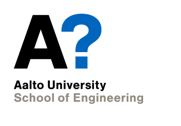 A?
Aalto University
School of Engineering